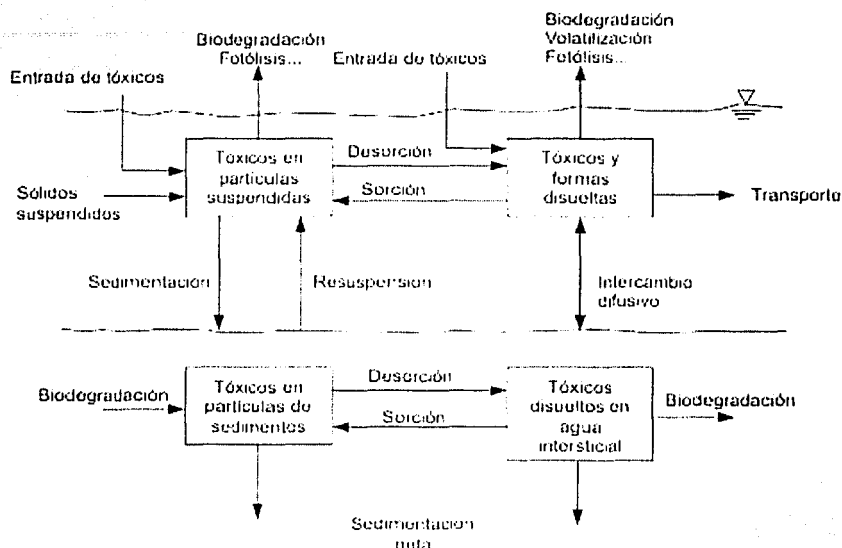 Biodegradación
Fotólisis...
Entrada de tóxicos
Entrada de tóxicos
Biodegradación
Volatilización
Fotólisis...
Tóxicos en
partículas
suspendidas
Desorción
Sorción
Tóxicos y
formas
disueltas
Sólidos
suspendidos
Transporte
Sedimentación
Resuspension
Intercambio
difusivo
Biodegradación
Tóxicos en
partículas de
sedimentos
Desorción
Sorción
Tóxicos
disueltos en
agua
intersticial
Biodegradación
Sedimentacion
neta